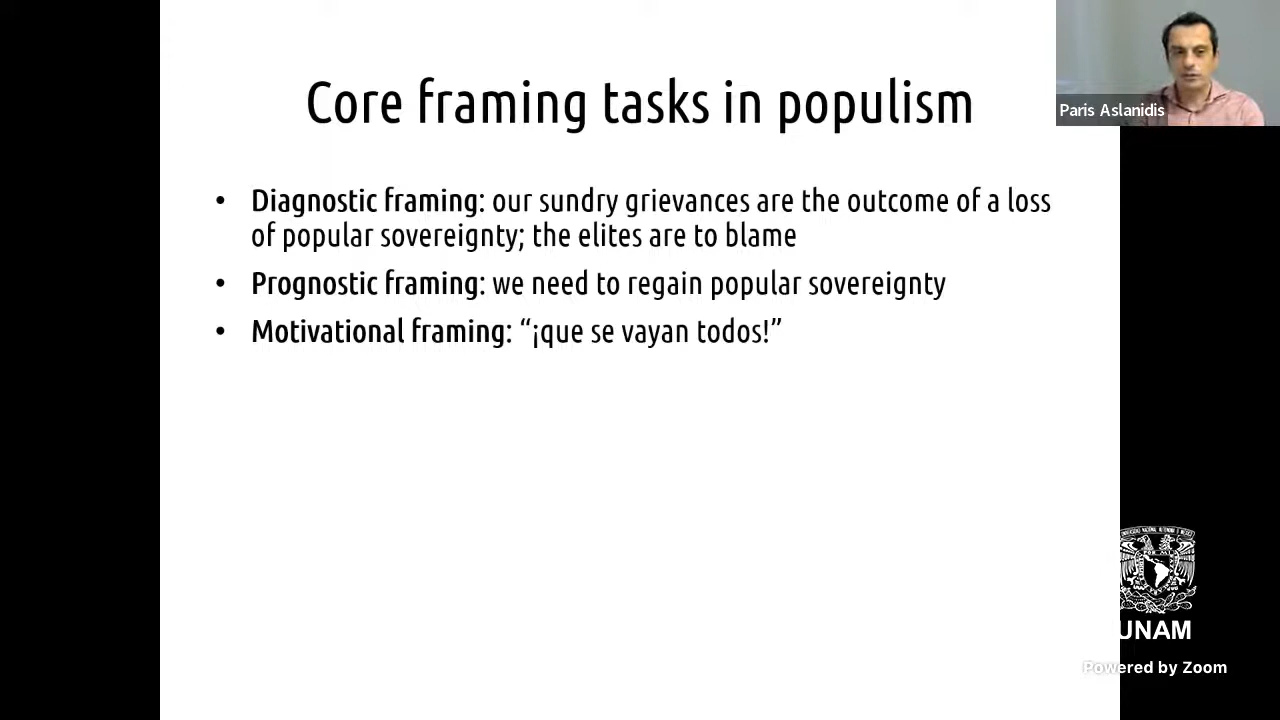 Core framing tasks in populism
Paris Aslanidis
• Diagnostic framing: our sundry grievances are the outcome of a loss
of popular sovereignty; the elites are to blame
• Prognostic framing: we need to regain popular sovereignty
• Motivational framing: “¡que se vayan todos!”
UNAM
Powered by Zoom